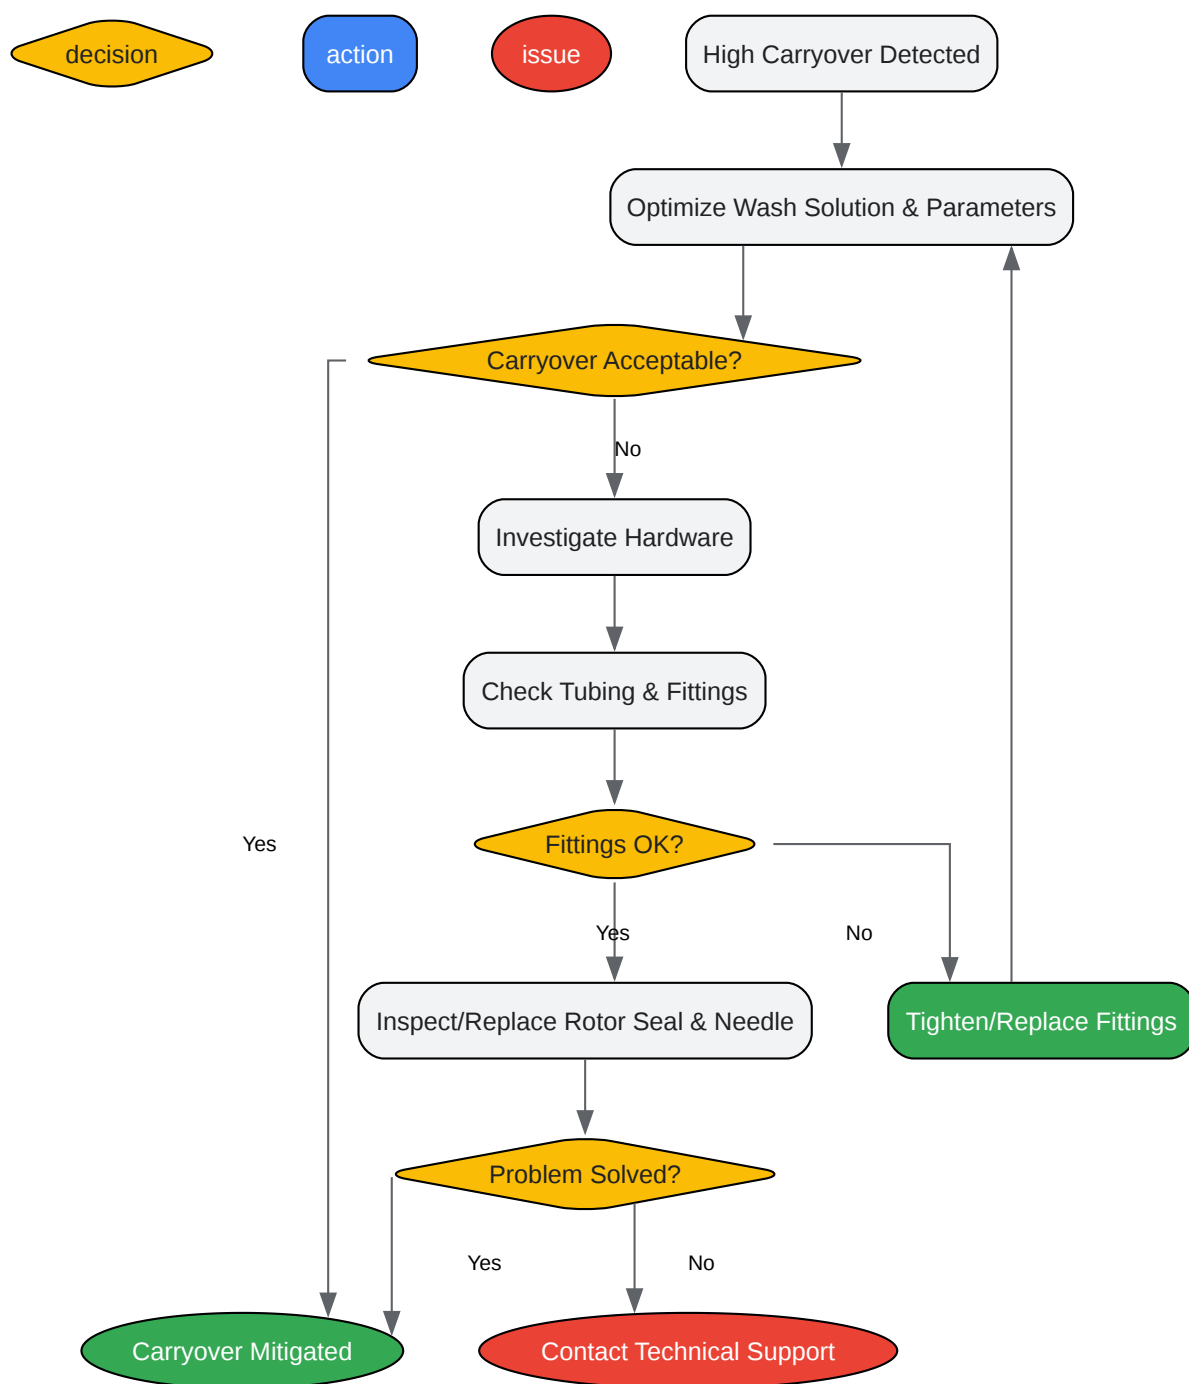 decision
action
issue
High Carryover Detected
Optimize Wash Solution & Parameters
Carryover Acceptable?
No
Investigate Hardware
Check Tubing & Fittings
Yes
Fittings OK?
Yes
No
Inspect/Replace Rotor Seal & Needle
Tighten/Replace Fittings
Problem Solved?
Yes
No
Carryover Mitigated
Contact Technical Support